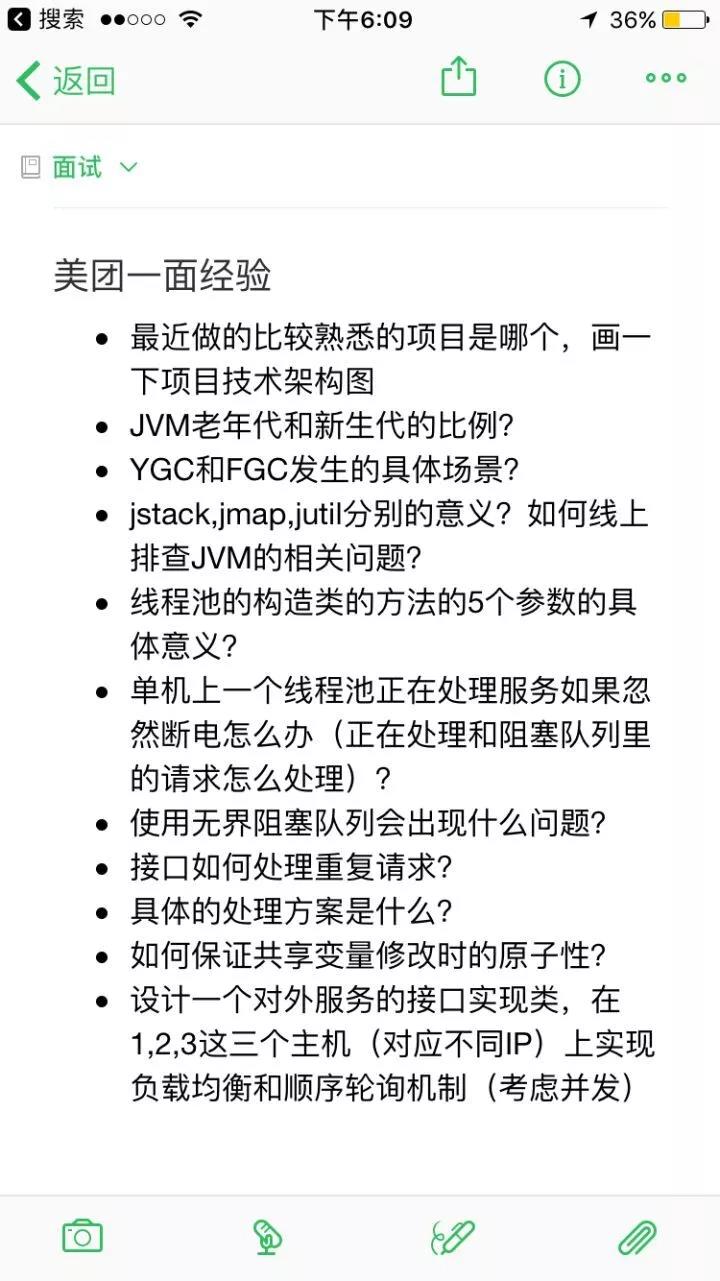 搜索 下午6:09 36%
返回
面试
美团一面经验
最近做的比较熟悉的项目是哪个，画一
下项目技术架构图
JVM老年代和新生代的比例？
YGC和FGC发生的具体场景？
jstack,jmap,jutil分别的意义？如何线上
排查JVM的相关问题？
线程池的构造类的方法的5个参数的具
体意义？
单机上一个线程池正在处理服务如果忽
然断电怎么办（正在处理和阻塞队列里
的请求怎么处理）？
使用无界阻塞队列会出现什么问题？
接口如何处理重复请求？
具体的处理方案是什么？
如何保证共享变量修改时的原子性？
设计一个对外服务的接口实现类，在
1,2,3这三个主机（对应不同IP）上实现
负载均衡和顺序轮询机制（考虑并发）